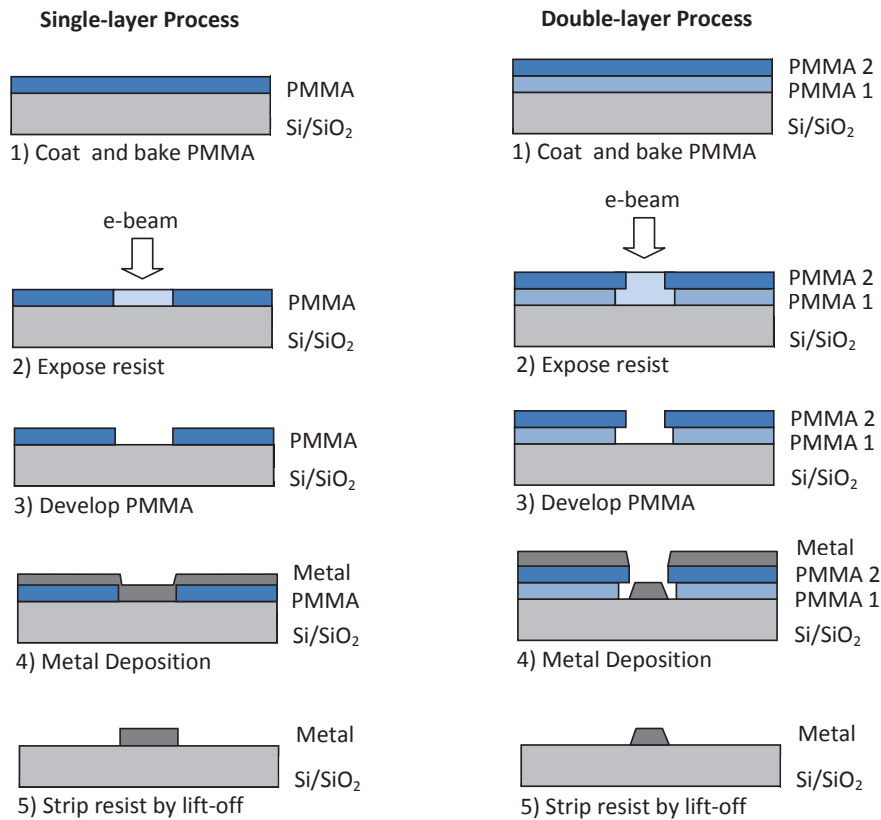 Single-layer Process
PMMA
Si/SiO₂
1) Coat and bake PMMA
e-beam
PMMA
Si/SiO₂
2) Expose resist
PMMA
Si/SiO₂
3) Develop PMMA
Metal
PMMA
Si/SiO₂
4) Metal Deposition
Metal
Si/SiO₂
5) Strip resist by lift-off
Double-layer Process
PMMA 2
PMMA 1
Si/SiO₂
1) Coat and bake PMMA
e-beam
PMMA 2
PMMA 1
Si/SiO₂
2) Expose resist
PMMA 2
PMMA 1
Si/SiO₂
3) Develop PMMA
Metal
PMMA 2
PMMA 1
Si/SiO₂
4) Metal Deposition
Metal
Si/SiO₂
5) Strip resist by lift-off